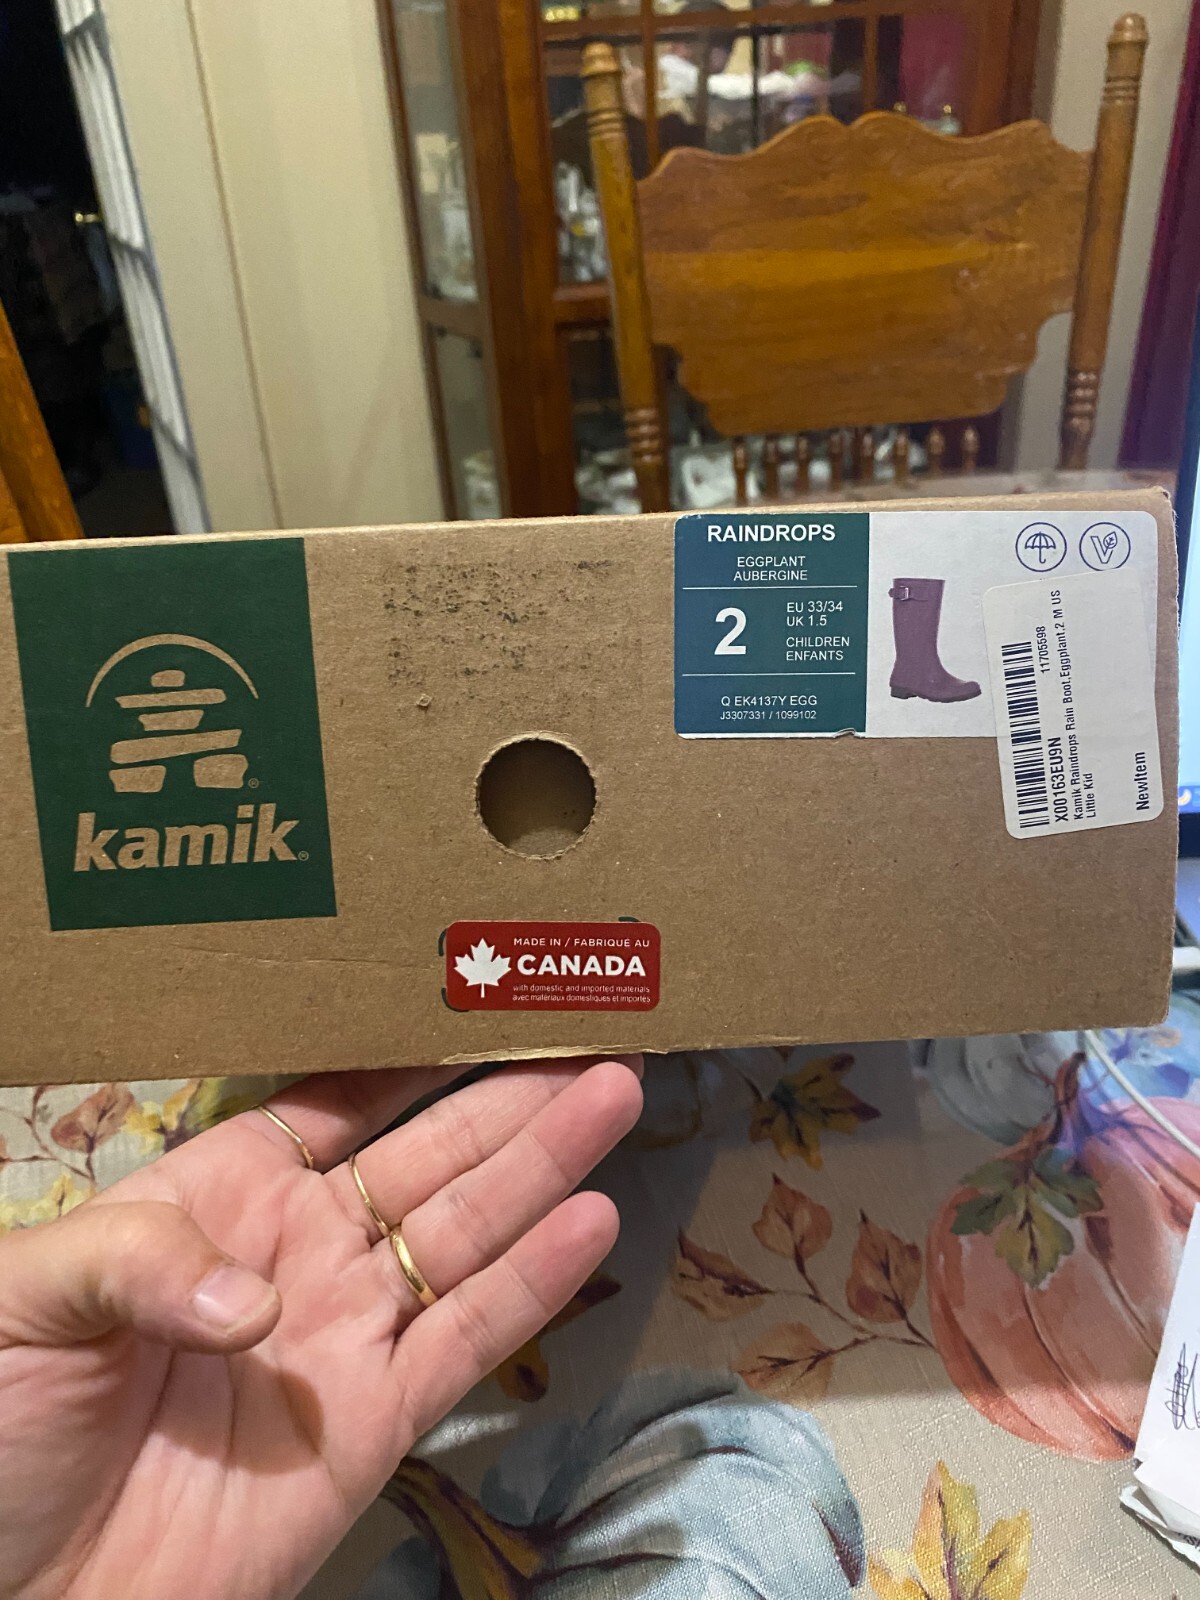 kamik®
RAINDROPS
EGGPLANT
AUBERGINE
2
EU 33/34
UK 1.5
CHILDREN
ENFANTS
Q EK4137Y EGG
J3307331 / 1099102
11705598
X00163EU9N
Kamik Raindrops Rain Boot,Eggplant,2 M US
Little Kid
NewItem
MADE IN / FABRIQUÉ AU
CANADA
with domestic and imported materials
avec matériaux domestiques et importés